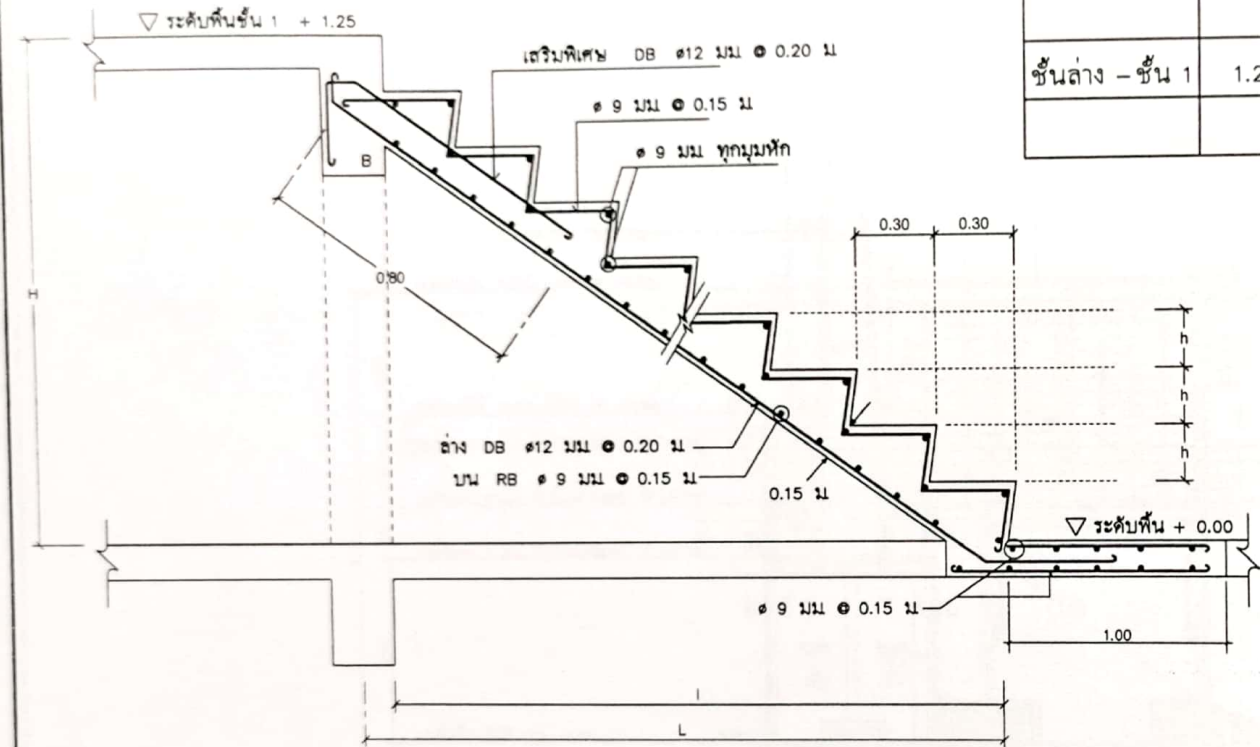 ระดับพื้นชั้น 1 + 1.25
เสริมพิเศษ DB ø12 มม @ 0.20 ม
ø 9 มม @ 0.15 ม
ø 9 มม ทุกมุมหัก
ชั้นล่าง - ชั้น 1 1.2
B
0.30 0.30
0.80
H
h
h
h
ล่าง DB ø12 มม @ 0.20 ม
บน RB ø 9 มม @ 0.15 ม
0.15 ม
ระดับพื้น + 0.00
ø 9 มม @ 0.15 ม
1.00
l
L